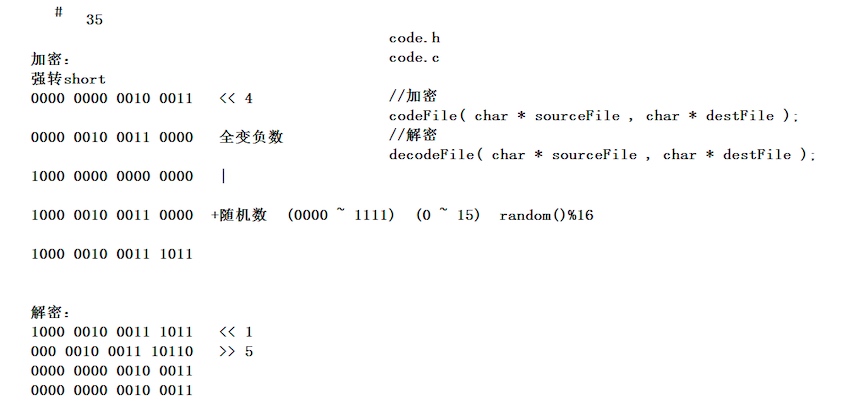 #
35
加密：
强转short
0000 0000 0010 0011 << 4
0000 0010 0011 0000 全变负数
1000 0000 0000 0000 |
1000 0010 0011 0000 +随机数 (0000 ~ 1111) (0 ~ 15) random()%16
1000 0010 0011 1011
解密：
1000 0010 0011 1011 << 1
000 0010 0011 10110 >> 5
0000 0000 0010 0011
0000 0000 0010 0011
code.h
code.c
//加密
codeFile( char * sourceFile , char * destFile );
//解密
decodeFile( char * sourceFile , char * destFile );